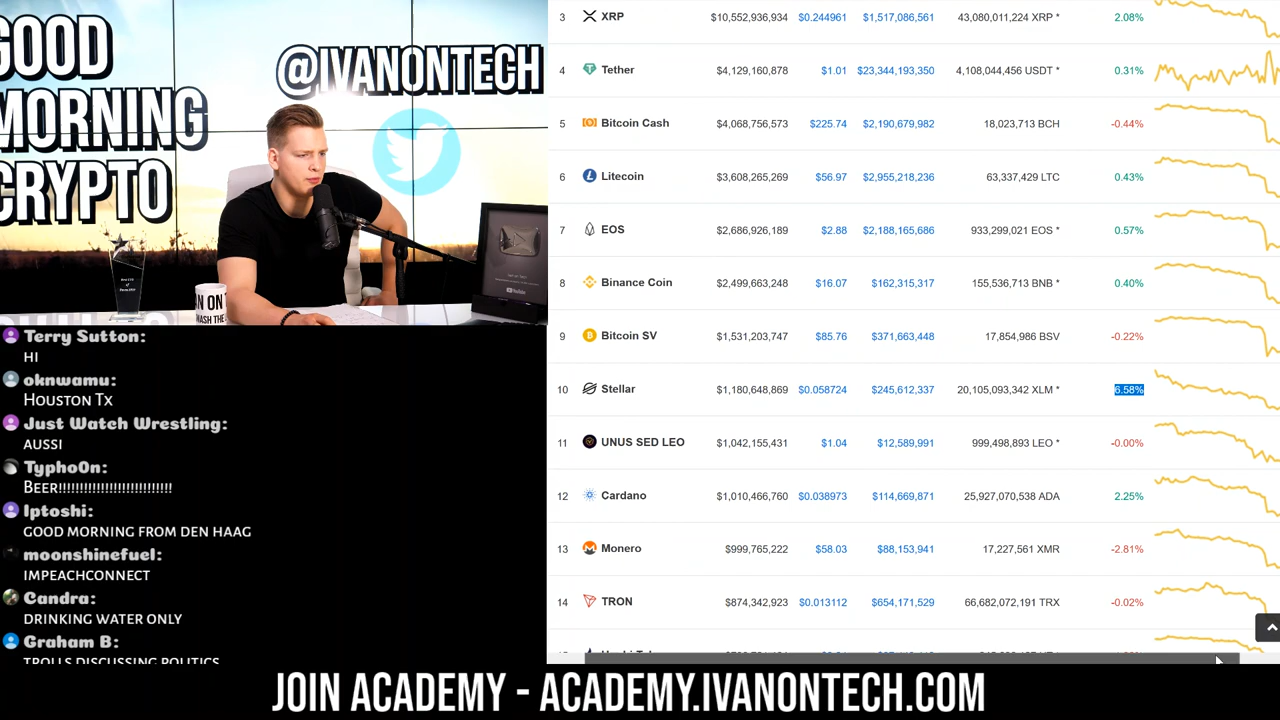 GOOD
MORNING
CRYPTO
@IVANONTECH
N ON T
ASH THE
YouTube
Terry Sutton:
HI
oknwamu:
HOUSTON TX
Just Watch Wrestling:
AUSSI
Typho0n:
BEER!!!!!!!!!!!!!!!!!!!!!!!!!!!
Iptoshi:
GOOD MORNING FROM DEN HAAG
moonshinefuel:
IMPEACHCONNECT
Candra:
DRINKING WATER ONLY
Graham B:
TROLLS DISCUSSING POLITICS
3 XRP $10,552,936,934 $0.244961 $1,517,086,561 43,080,011,224 XRP * 2.08%
4 Tether $4,129,160,878 $1.01 $23,344,193,350 4,108,044,456 USDT * 0.31%
5 Bitcoin Cash $4,068,756,573 $225.74 $2,190,679,982 18,023,713 BCH -0.44%
6 Litecoin $3,608,265,269 $56.97 $2,955,218,236 63,337,429 LTC 0.43%
7 EOS $2,686,926,189 $2.88 $2,188,165,686 933,299,021 EOS * 0.57%
8 Binance Coin $2,499,663,248 $16.07 $162,315,317 155,536,713 BNB * 0.40%
9 Bitcoin SV $1,531,203,747 $85.76 $371,663,448 17,854,986 BSV -0.22%
10 Stellar $1,180,648,869 $0.058724 $245,612,337 20,105,093,342 XLM * 6.58%
11 UNUS SED LEO $1,042,155,431 $1.04 $12,589,991 999,498,893 LEO * -0.00%
12 Cardano $1,010,466,760 $0.038973 $114,669,871 25,927,070,538 ADA 2.25%
13 Monero $999,765,222 $58.03 $88,153,941 17,227,561 XMR -2.81%
14 TRON $874,342,923 $0.013112 $654,171,529 66,682,072,191 TRX -0.02%
JOIN ACADEMY - ACADEMY.IVANONTECH.COM